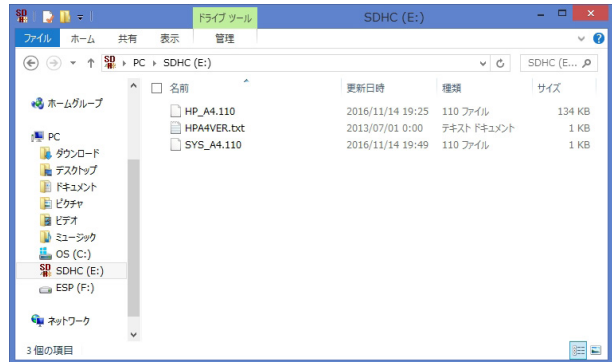 ドライブ ツール
SDHC (E:)
ファイル ホーム 共有 表示 管理
PC ▸ SDHC (E:)
SDHC (E...
名前 更新日時 種類 サイズ
HP_A4.110 2016/11/14 19:25 110 ファイル 134 KB
HPA4VER.txt 2013/07/01 0:00 テキスト ドキュメント 1 KB
SYS_A4.110 2016/11/14 19:49 110 ファイル 1 KB
ホームグループ
PC
ダウンロード
デスクトップ
ドキュメント
ピクチャ
ビデオ
ミュージック
OS (C:)
SDHC (E:)
ESP (F:)
ネットワーク
3 個の項目